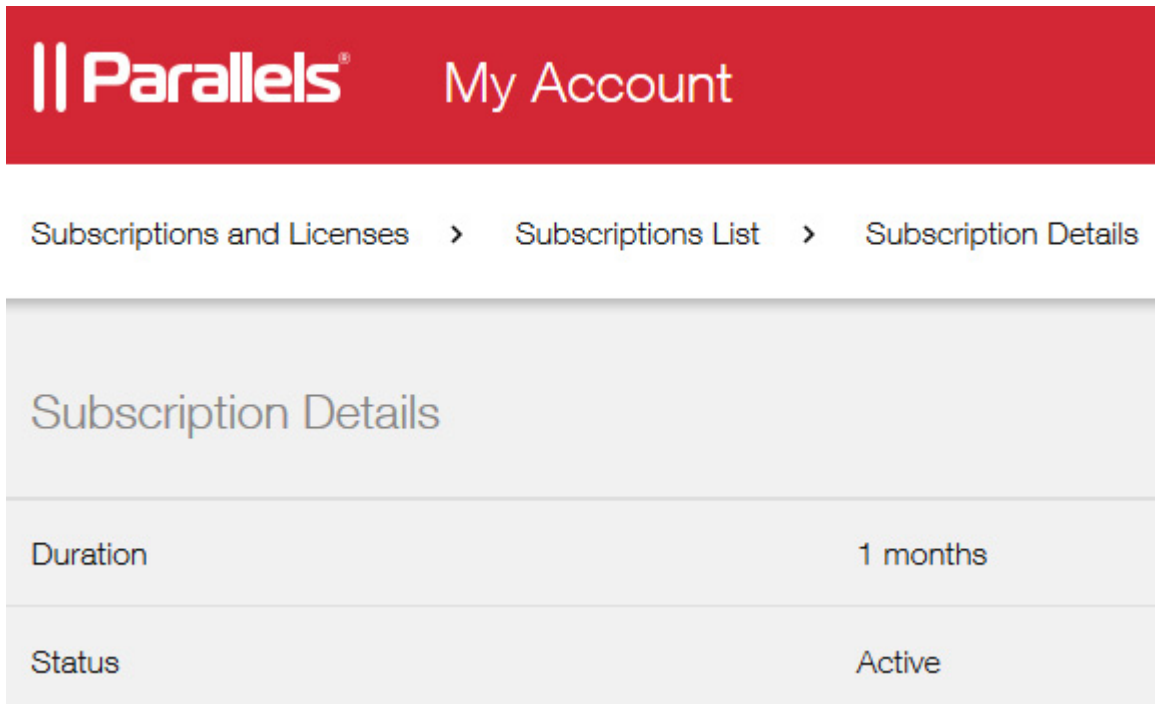 Parallels® My Account
Subscriptions and Licenses > Subscriptions List > Subscription Details
Subscription Details
Duration 1 months
Status Active